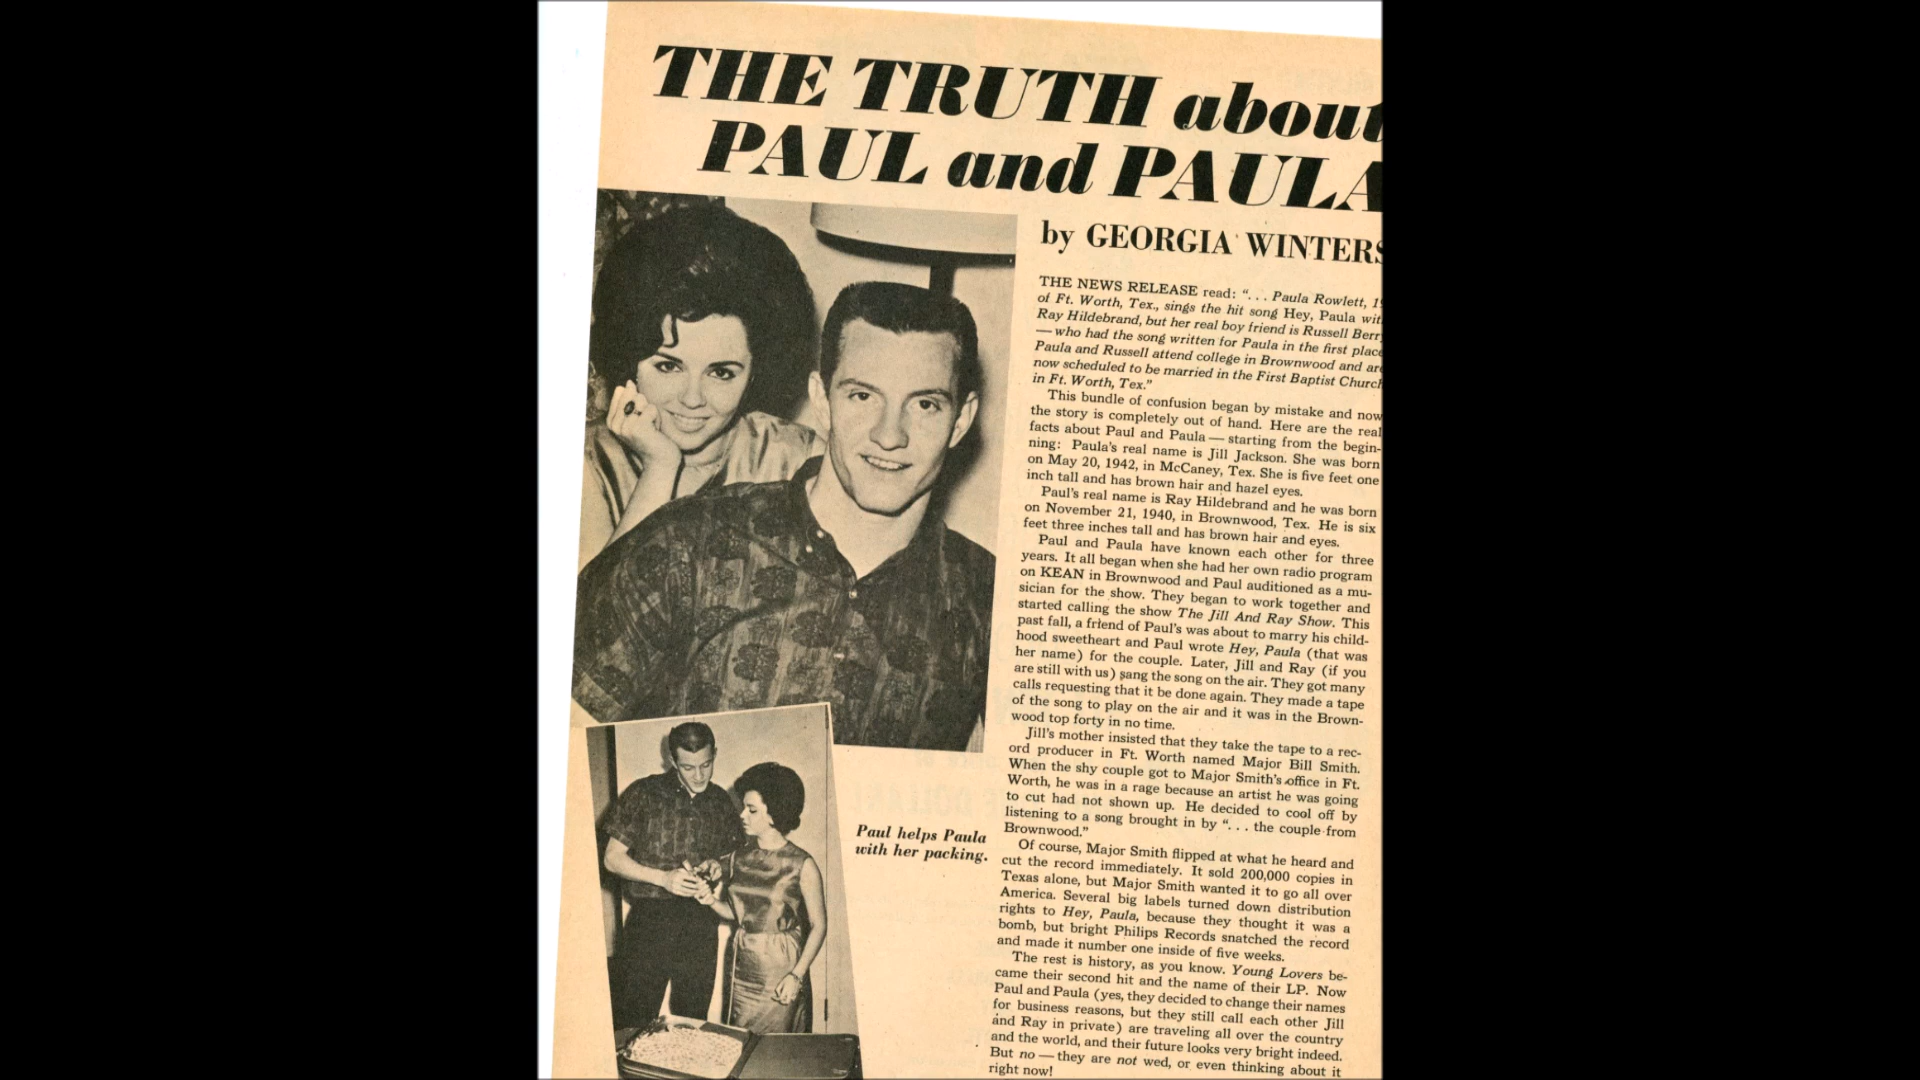 THE TRUTH about
PAUL and PAULA
by GEORGIA WINTERS
THE NEWS RELEASE read: “. . . Paula Rowlett,
of Ft. Worth, Tex., sings the hit song Hey, Paula with
Ray Hildebrand, but her real boy friend is Russell Berry
— who had the song written for Paula in the first place
Paula and Russell attend college in Brownwood and are
now scheduled to be married in the First Baptist Church
in Ft. Worth, Tex.”
This bundle of confusion began by mistake and now
the story is completely out of hand. Here are the real
facts about Paul and Paula — starting from the begin-
ning: Paula's real name is Jill Jackson. She was born
on May 20, 1942, in McCaney, Tex. She is five feet one
inch tall and has brown hair and hazel eyes.
Paul's real name is Ray Hildebrand and he was born
on November 21, 1940, in Brownwood, Tex. He is six
feet three inches tall and has brown hair and eyes.
Paul and Paula have known each other for three
years. It all began when she had her own radio program
on KEAN in Brownwood and Paul auditioned as a mu-
sician for the show. They began to work together and
started calling the show The Jill And Ray Show. This
past fall, a friend of Paul's was about to marry his child-
hood sweetheart and Paul wrote Hey, Paula (that was
her name) for the couple. Later, Jill and Ray (if you
are still with us) sang the song on the air. They got many
calls requesting that it be done again. They made a tape
of the song to play on the air and it was in the Brown-
wood top forty in no time.
Jill's mother insisted that they take the tape to a rec-
ord producer in Ft. Worth named Major Bill Smith.
When the shy couple got to Major Smith's office in Ft.
Worth, he was in a rage because an artist he was going
to cut had not shown up. He decided to cool off by
listening to a song brought in by “. . . the couple from
Brownwood.”
Of course, Major Smith flipped at what he heard and
cut the record immediately. It sold 200,000 copies in
Texas alone, but Major Smith wanted it to go all over
America. Several big labels turned down distribution
rights to Hey, Paula, because they thought it was a
bomb, but bright Philips Records snatched the record
and made it number one inside of five weeks.
The rest is history, as you know. Young Lovers be-
came their second hit and the name of their LP. Now
Paul and Paula (yes, they decided to change their names
for business reasons, but they still call each other Jill
and Ray in private) are traveling all over the country
and the world, and their future looks very bright indeed.
But no — they are not wed, or even thinking about it
right now!
Paul helps Paula
with her packing.